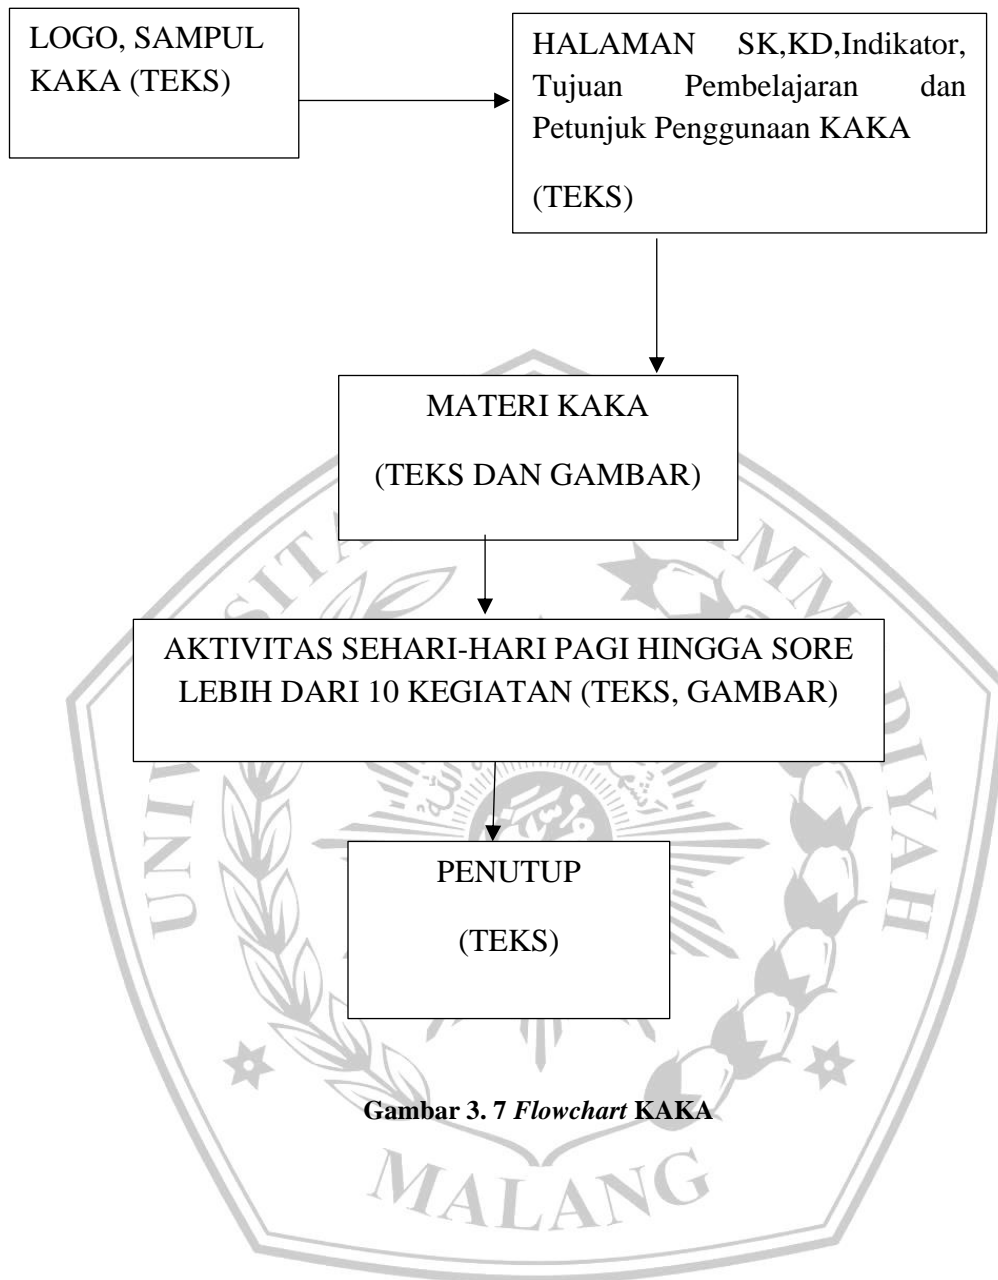 LOGO, SAMPUL
KAKA (TEKS)
HALAMAN SK,KD,Indikator,
Tujuan Pembelajaran dan
Petunjuk Penggunaan KAKA
(TEKS)
MATERI KAKA
(TEKS DAN GAMBAR)
AKTIVITAS SEHARI-HARI PAGI HINGGA SORE
LEBIH DARI 10 KEGIATAN (TEKS, GAMBAR)
PENUTUP
(TEKS)
Gambar 3. 7 Flowchart KAKA
MALANG